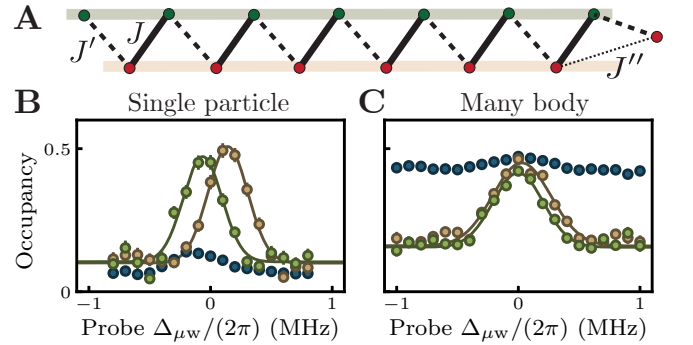 A
J′
J
J″
B Single particle
C Many body
Occupancy
0.5
0
−1
0
1
−1
0
1
Probe Δμw/(2π) (MHz)
Probe Δμw/(2π) (MHz)